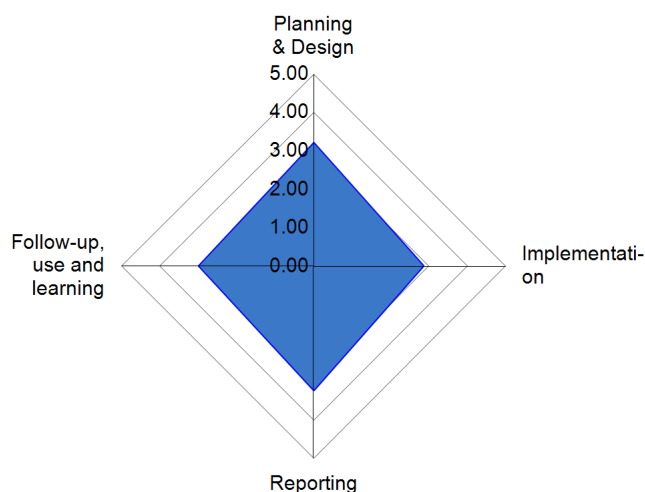 Planning
& Design
5.00
4.00
3.00
2.00
1.00
0.00
Follow-up,
use and
learning
Implementati-
on
Reporting